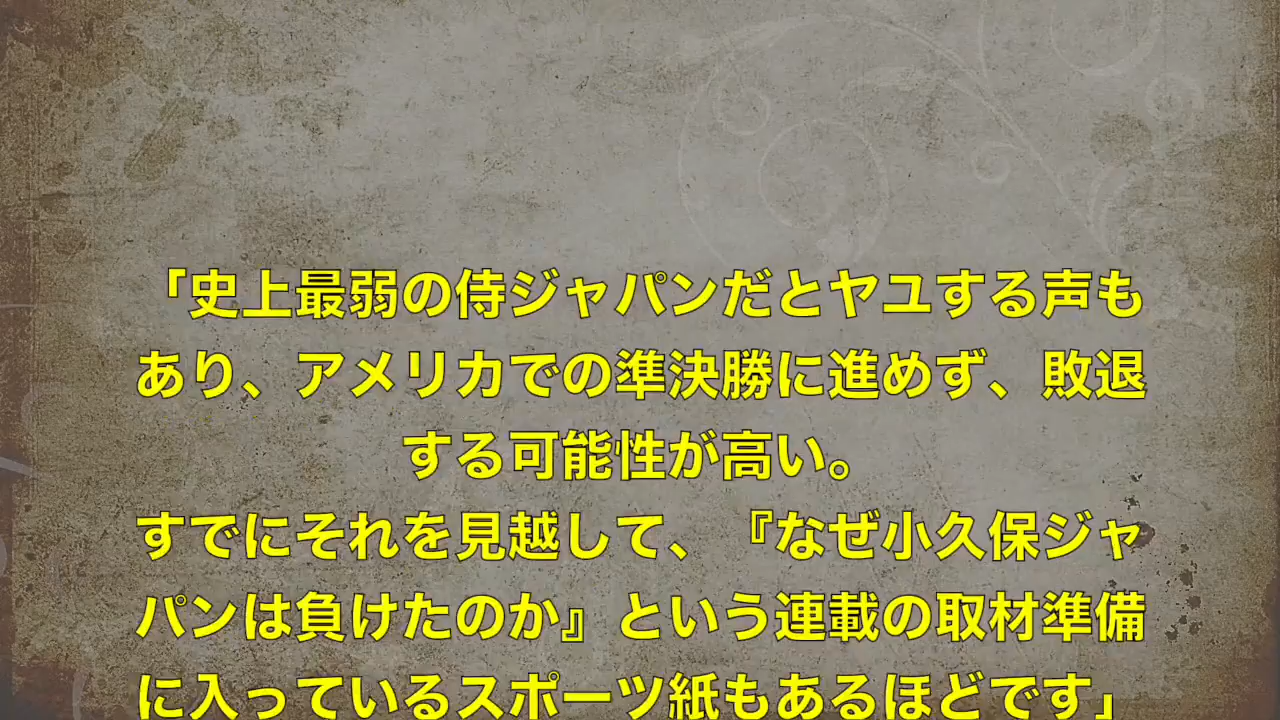 「史上最弱の侍ジャパンだとヤユする声も
あり、アメリカでの準決勝に進めず、敗退
する可能性が高い。
すでにそれを見越して、『なぜ小久保ジャ
パンは負けたのか』という連載の取材準備
に入っているスポーツ紙もあるほどです」